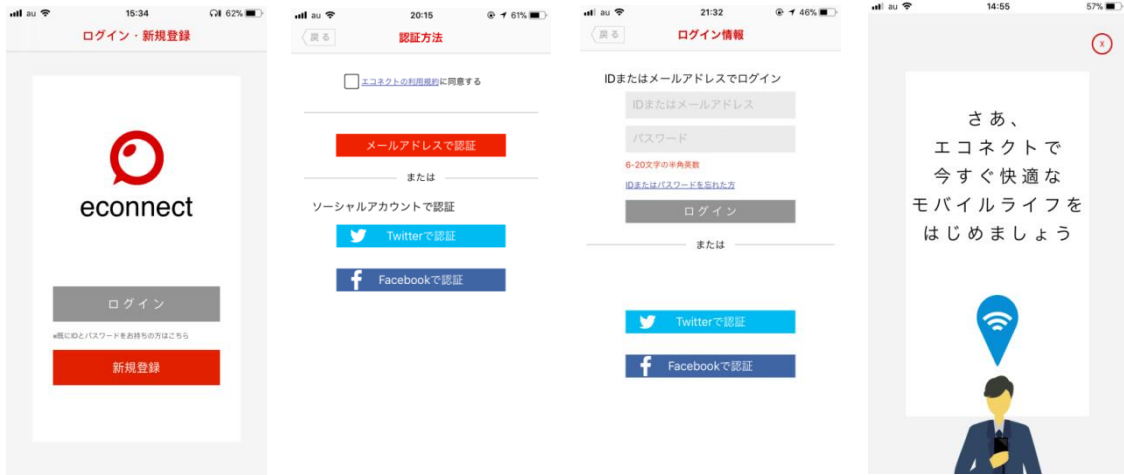 au 15:34 62%
ログイン・新規登録
econnect
ログイン
※既にIDとパスワードをお持ちの方はこちら
新規登録
au 20:15 61%
戻る 認証方法
エコネクトの利用規約に同意する
メールアドレスで認証
または
ソーシャルアカウントで認証
Twitterで認証
Facebookで認証
au 21:32 46%
戻る ログイン情報
IDまたはメールアドレスでログイン
IDまたはメールアドレス
パスワード
6-20文字の半角英数
IDまたはパスワードを忘れた方
ログイン
または
Twitterで認証
Facebookで認証
au 14:55 57%
x
さあ、
エコネクトで
今すぐ快適な
モバイルライフを
はじめましょう